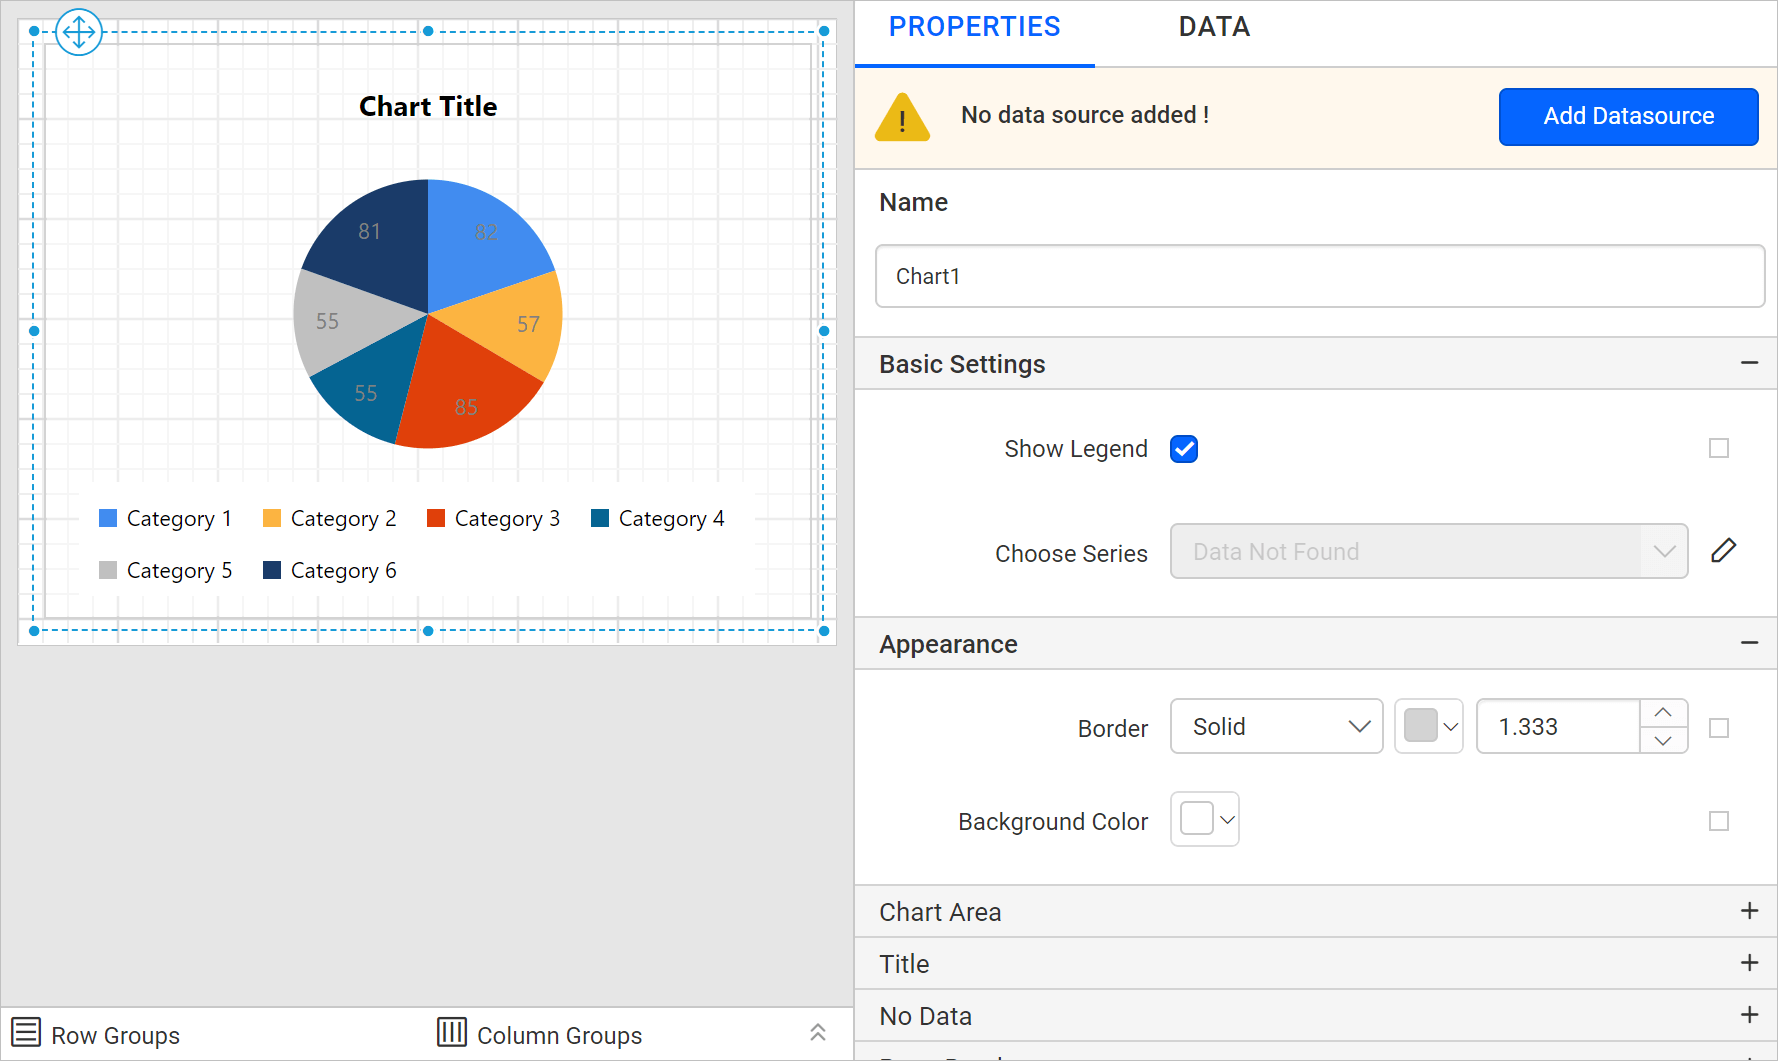 Chart Title
81
82
55
57
55
85
Category 1
Category 2
Category 3
Category 4
Category 5
Category 6
Row Groups
Column Groups
PROPERTIES
DATA
No data source added !
Add Datasource
Name
Chart1
Basic Settings
Show Legend
Choose Series
Data Not Found
Appearance
Border
Solid
1.333
Background Color
Chart Area
Title
No Data